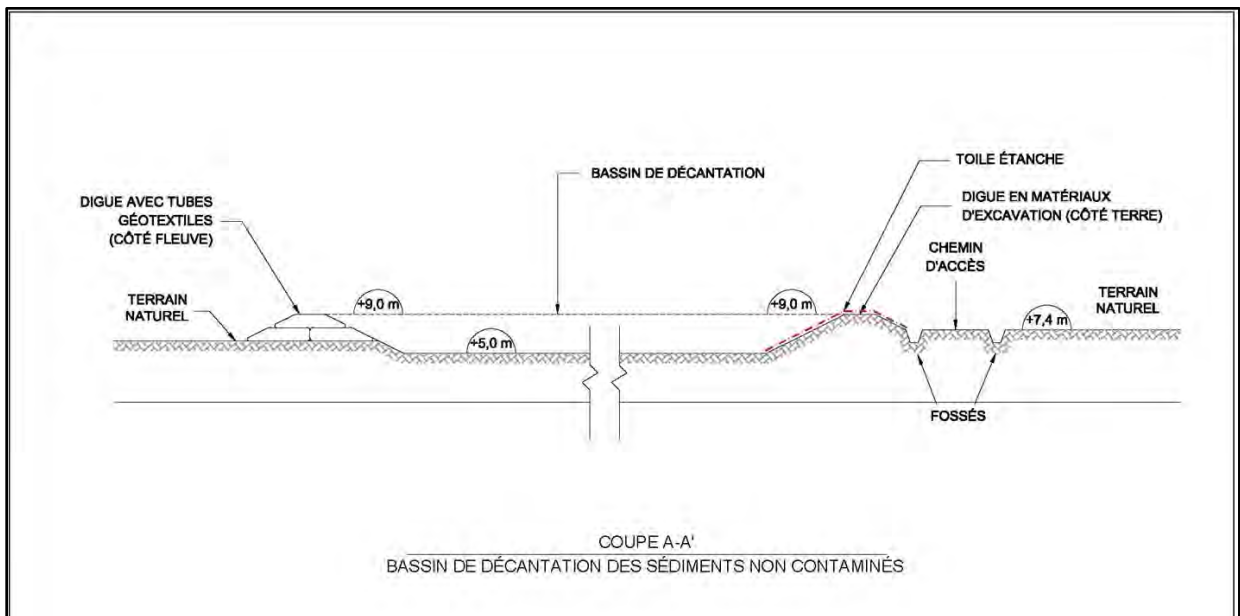 TOILE ÉTANCHE
BASSIN DE DÉCANTATION
DIGUE AVEC TUBES
GÉOTEXTILES
(CÔTÉ FLEUVE)
DIGUE EN MATÉRIAUX
D'EXCAVATION (CÔTÉ TERRE)
CHEMIN
D'ACCÈS
TERRAIN
NATUREL
+9,0 m
+9,0 m
TERRAIN
NATUREL
+7,4 m
+5,0 m
FOSSÉS
COUPE A-A'
BASSIN DE DÉCANTATION DES SÉDIMENTS NON CONTAMINÉS